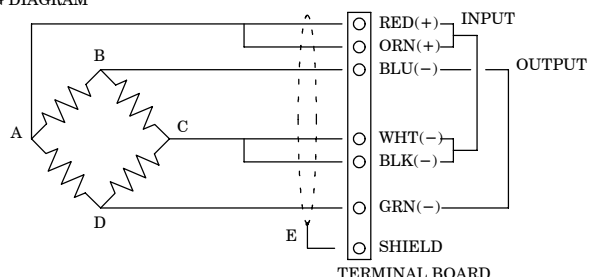 DIAGRAM
RED(+) INPUT
ORN(+)
B
BLU(−) OUTPUT
A C
WHT(−)
BLK(−)
D
GRN(−)
E
SHIELD
TERMINAL BOARD